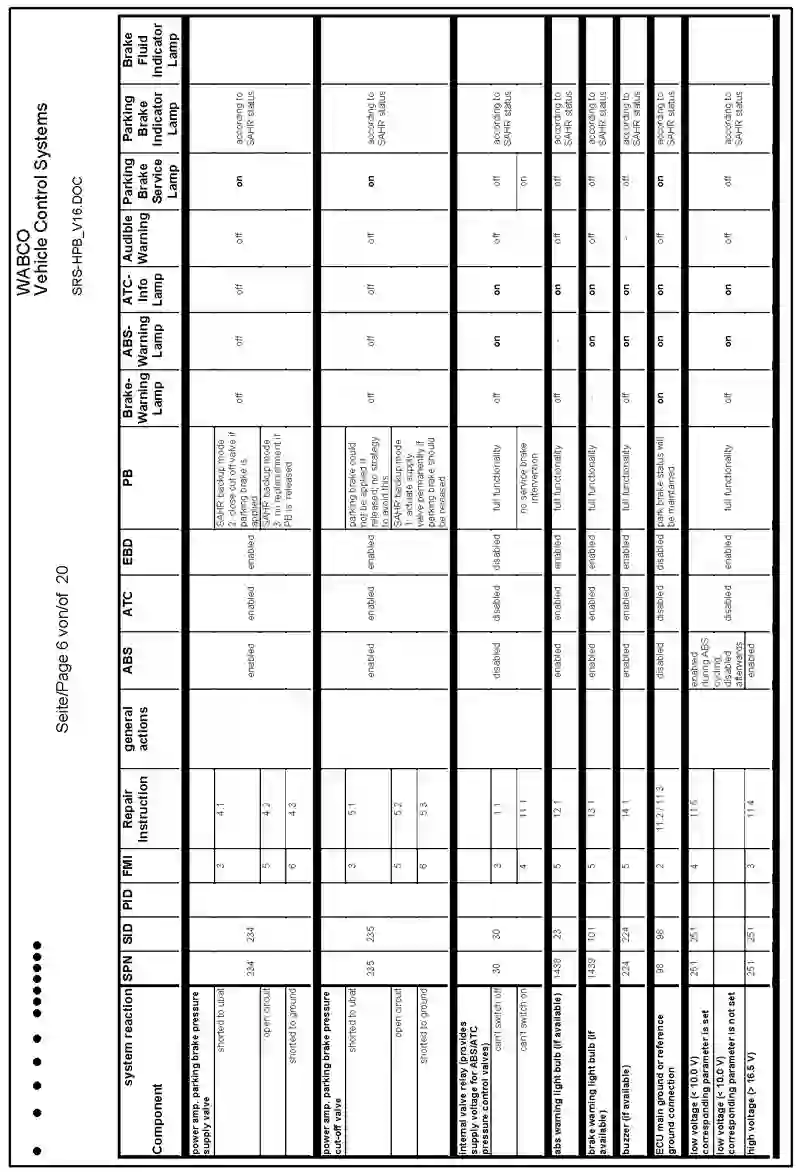 WABCO
Vehicle Control Systems
SRS-HPB_V16.DOC
Seite/Page 6 von/of 20
system reaction
Component
SPN
SID
PID
FMI
Repair
Instruction
general
actions
ABS
ATC
EBD
PB
Brake-
Warning
Lamp
ABS-
Warning
Lamp
ATC-
Info
Lamp
Audible
Warning
Parking
Brake
Service
Lamp
Parking
Brake
Indicator
Lamp
Brake
Fluid
Indicator
Lamp
power amp. parking brake pressure
supply valve
shorted to ubat
3
4.1
SAHR backup mode
2: close cut off valve if
parking brake is
applied
234
234
enabled
enabled
enabled
off
off
off
off
on
according to
SAHR status
open circuit
5
4.2
SAHR backup mode
3: no replacement if
PB is released
shorted to ground
6
4.3
power amp. parking brake pressure
cut-off valve
shorted to ubat
3
5.1
parking brake could
not be applied if
released; no strategy
to avoid this
235
235
enabled
enabled
enabled
off
off
off
off
on
according to
SAHR status
open circuit
5
5.2
SAHR backup mode
1: actuate supply
valve permanently if
parking brake should
be released
shorted to ground
6
5.3
internal valve relay (provides
supply voltage for ABS/ATC
pressure control valves)
can't switch off
30
30
3
disabled
disabled
disabled
full functionality
off
on
on
off
off
according to
SAHR status
can't switch on
4
11.1
no service brake
intervention
on
abs warning light bulb (if available)
1438
23
5
12.1
enabled
enabled
enabled
full functionality
off
-
on
off
off
according to
SAHR status
brake warning light bulb (if
available)
1439
101
5
13.1
enabled
enabled
enabled
full functionality
-
on
on
off
off
according to
SAHR status
buzzer (if available)
224
224
5
14.1
enabled
enabled
enabled
full functionality
off
on
on
-
off
according to
SAHR status
ECU main ground or reference
ground connection
98
98
2
11.2 / 11.3
disabled
disabled
disabled
park brake status will
be maintained
on
on
on
off
on
according to
SAHR status
low voltage (< 10.0 V)
corresponding parameter is set
251
251
4
enabled
during ABS
cycling,
disabled
afterwards
low voltage (< 10.0 V)
corresponding parameter is not set
disabled
enabled
full functionality
off
on
on
off
off
according to
SAHR status
high voltage (> 16.5 V)
251
251
3
11.4
enabled